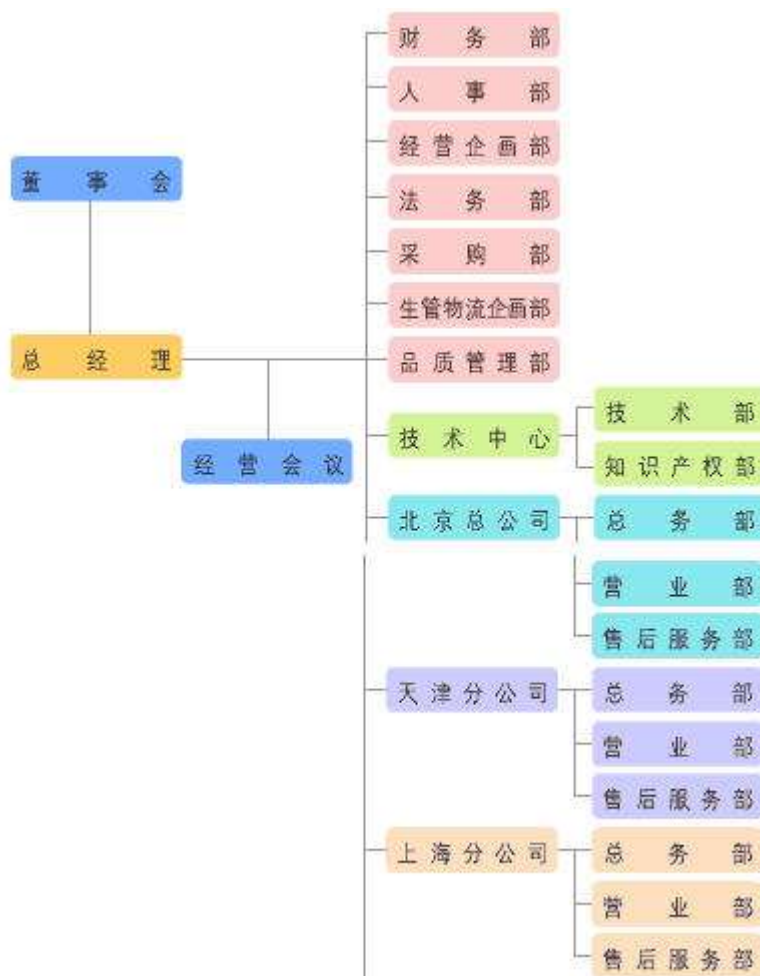 财务部
人事部
经营企画部
董事会
法务部
采购部
生管物流企画部
总经理
品质管理部
技术中心
技术部
知识产权部
经营会议
北京总公司
总务部
营业部
售后服务部
天津分公司
总务部
营业部
售后服务部
上海分公司
总务部
营业部
售后服务部